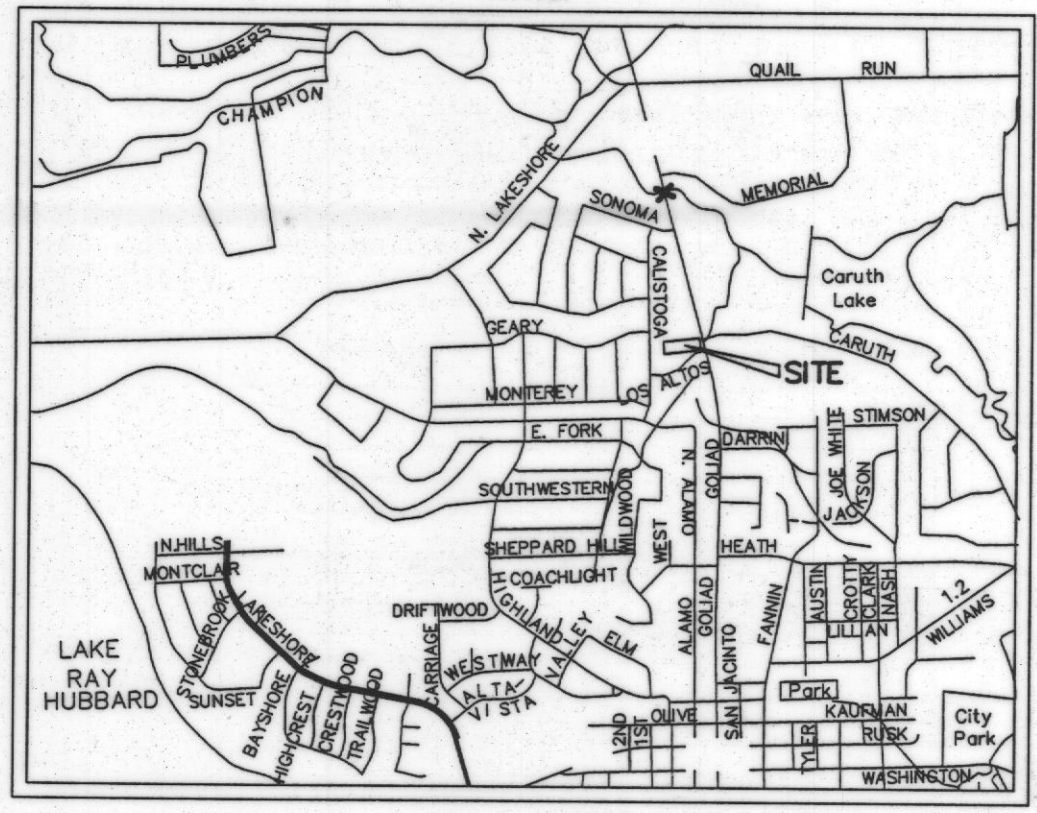 PLUMBERS
CHAMPION
QUAIL RUN
N. LAKESHORE
SONOMA
MEMORIAL
CALISTOGA
Caruth
Lake
CARUTH
GEARY
SITE
MONTEREY
LOS ALTOS
E. FORK
DARRIN
STIMSON
JOE WHITE
JACKSON
N. ALAMO
GOLIAD
SOUTHWESTERN
WILDWOOD
WEST
SHEPPARD HILL
HEATH
N.HILLS
MONTCLAIR
COACHLIGHT
HIGHLAND
DRIFTWOOD
STONEBROOK
LAKESHORE
CARRIAGE
WESTWAY
VALLEY
ELM
ALAMO
GOLIAD
SAN JACINTO
FANNIN
AUSTIN
CROTTY
CLARK
NASH
LILLIAN
1.2
WILLIAMS
LAKE
RAY
HUBBARD
SUNSET
BAYSHORE
HIGHCREST
CRESTWOOD
TRAILWOOD
ALTA-
VISTA
Park
2ND
1ST
OLIVE
KAUFMAN
RUSK
TYLER
City
Park
WASHINGTON